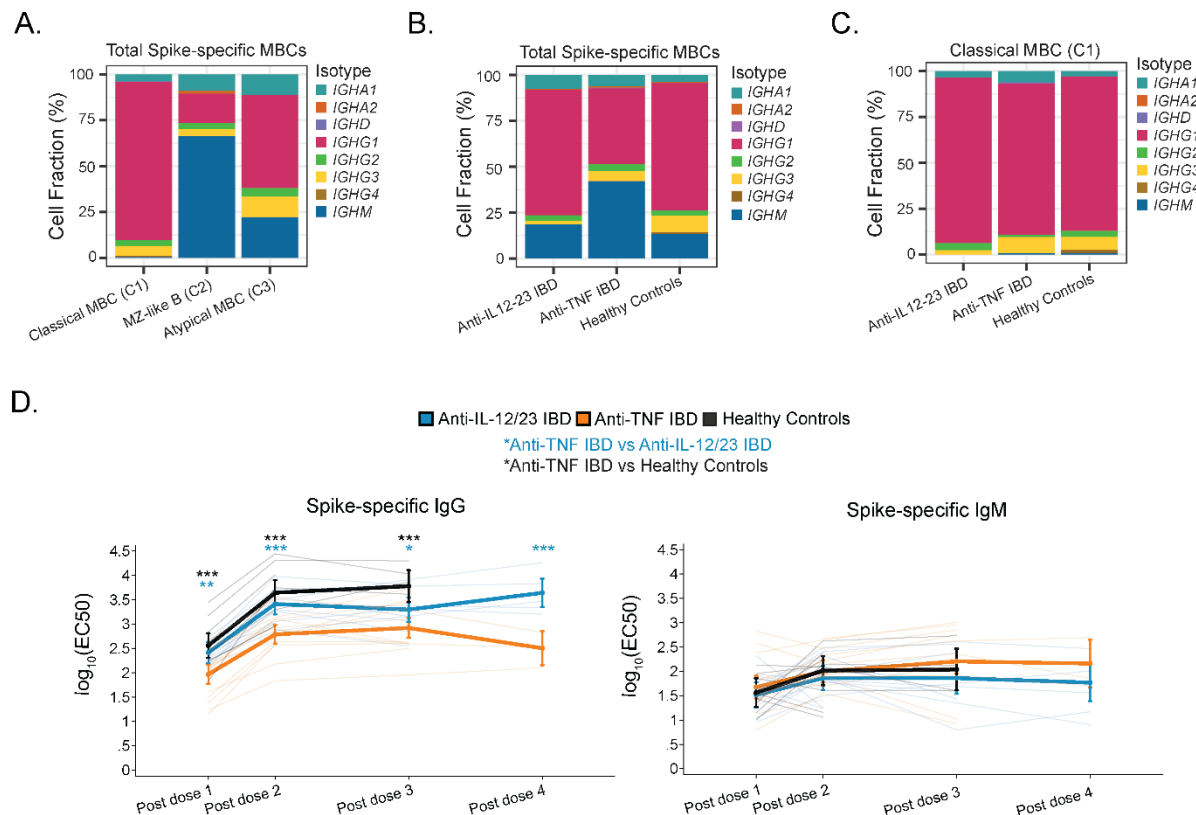 A.
Total Spike-specific MBCs
Cell Fraction (%)
100
75
50
25
0
Classical MBC (C1)
MZ-like B (C2)
Atypical MBC (C3)
Isotype
IGHA1
IGHA2
IGHD
IGHG1
IGHG2
IGHG3
IGHG4
IGHM
B.
Total Spike-specific MBCs
Cell Fraction (%)
100
75
50
25
0
Anti-IL12-23 IBD
Anti-TNF IBD
Healthy Controls
Isotype
IGHA1
IGHA2
IGHD
IGHG1
IGHG2
IGHG3
IGHG4
IGHM
C.
Classical MBC (C1)
Cell Fraction (%)
100
75
50
25
0
Anti-IL12-23 IBD
Anti-TNF IBD
Healthy Controls
Isotype
IGHA1
IGHA2
IGHD
IGHG1
IGHG2
IGHG3
IGHG4
IGHM
D.
Anti-IL-12/23 IBD Anti-TNF IBD Healthy Controls
*Anti-TNF IBD vs Anti-IL-12/23 IBD
*Anti-TNF IBD vs Healthy Controls
Spike-specific IgG
log10(EC50)
4.5
4
3.5
3
2.5
2
1.5
1
.5
0
***
**
***
***
***
*
***
Post dose 1
Post dose 2
Post dose 3
Post dose 4
Spike-specific IgM
log10(EC50)
4.5
4
3.5
3
2.5
2
1.5
1
.5
0
Post dose 1
Post dose 2
Post dose 3
Post dose 4